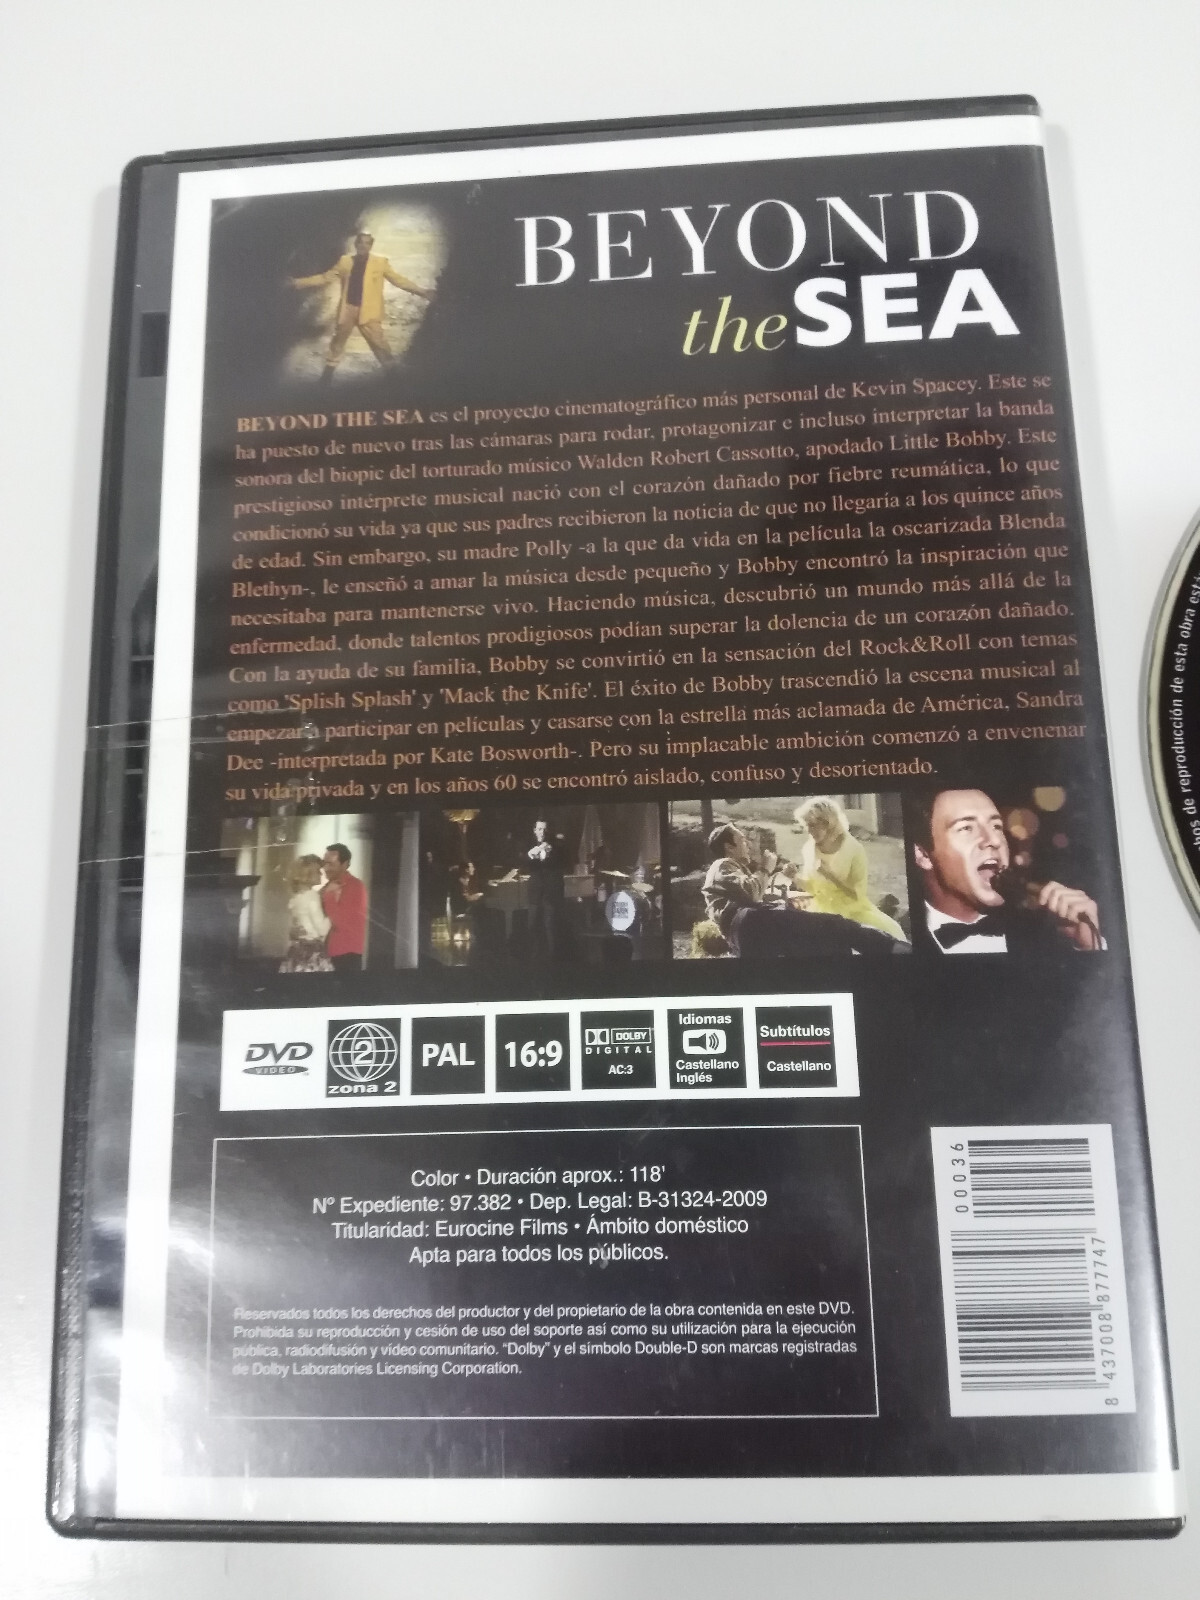 BEYOND
the SEA
BEYOND THE SEA es el proyecto cinematográfico más personal de Kevin Spacey. Este se
ha puesto de nuevo tras las cámaras para rodar, protagonizar e incluso interpretar la banda
sonora del biopic del torturado músico Walden Robert Cassotto, apodado Little Bobby. Este
prestigioso intérprete musical nació con el corazón dañado por fiebre reumática, lo que
condicionó su vida ya que sus padres recibieron la noticia de que no llegaría a los quince años
de edad. Sin embargo, su madre Polly -a la que da vida en la película la oscarizada Blenda
Blethyn-, le enseñó a amar la música desde pequeño y Bobby encontró la inspiración que
necesitaba para mantenerse vivo. Haciendo música, descubrió un mundo más allá de la
enfermedad, donde talentos prodigiosos podían superar la dolencia de un corazón dañado.
Con la ayuda de su familia, Bobby se convirtió en la sensación del Rock&Roll con temas
como 'Splish Splash' y 'Mack the Knife'. El éxito de Bobby trascendió la escena musical al
empezar a participar en películas y casarse con la estrella más aclamada de América, Sandra
Dee -interpretada por Kate Bosworth-. Pero su implacable ambición comenzó a envenenar
su vida privada y en los años 60 se encontró aislado, confuso y desorientado.
DVD
VIDEO
2
zona 2
PAL
16:9
DOLBY
DIGITAL
AC:3
Idiomas
Castellano
Inglés
Subtítulos
Castellano
Color • Duración aprox.: 118'
Nº Expediente: 97.382 • Dep. Legal: B-31324-2009
Titularidad: Eurocine Films • Ámbito doméstico
Apta para todos los públicos.
Reservados todos los derechos del productor y del propietario de la obra contenida en este DVD.
Prohibida su reproducción y cesión de uso del soporte así como su utilización para la ejecución
pública, radiodifusión y vídeo comunitario. "Dolby" y el símbolo Double-D son marcas registradas
de Dolby Laboratories Licensing Corporation.
00036
8 437008 877747
de reproducción de esta obra